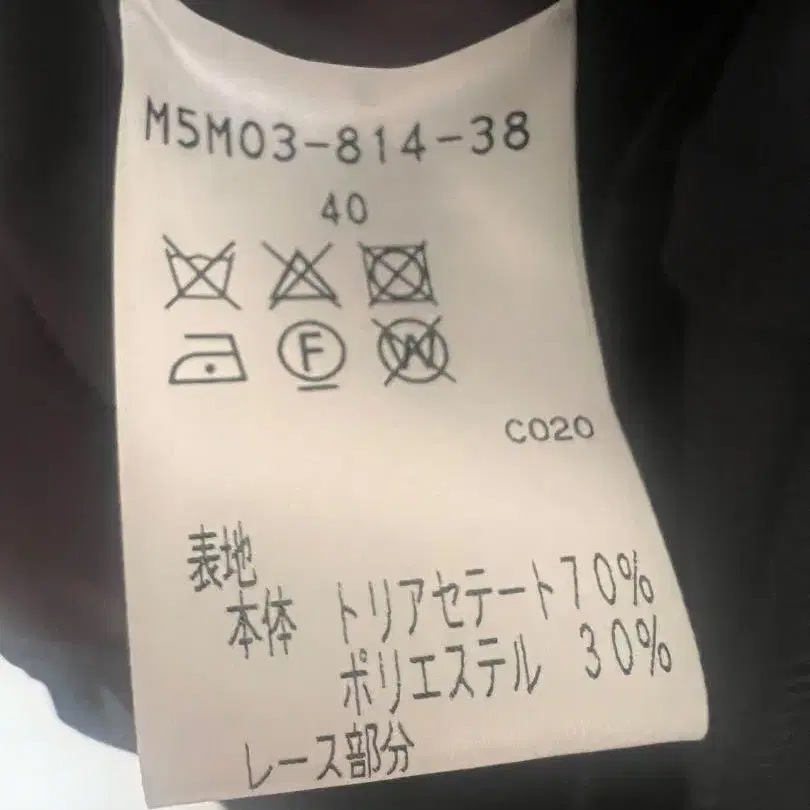 M5M03-814-38
40
F
W
C020
表地
本体 トリアセテート70%
ポリエステル 30%
レース部分